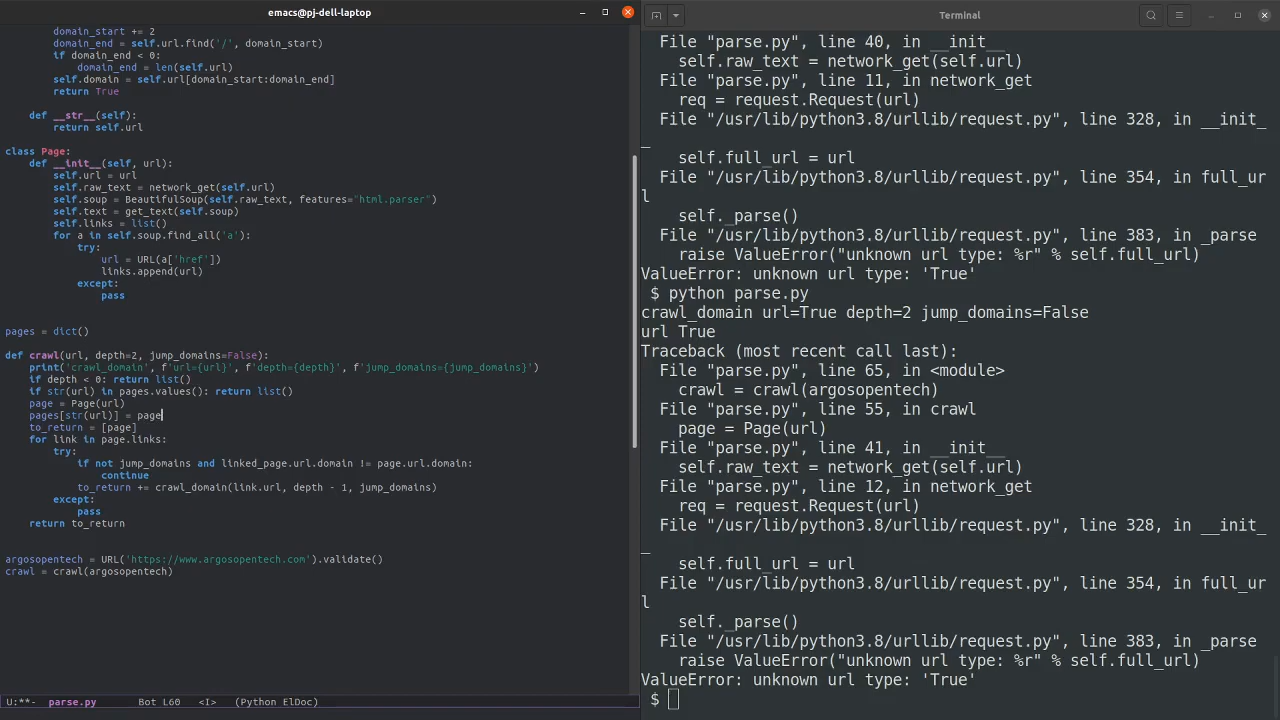 emacs@pj-dell-laptop
domain_start += 2
domain_end = self.url.find('/', domain_start)
if domain_end < 0:
domain_end = len(self.url)
self.domain = self.url[domain_start:domain_end]
return True
def __str__(self):
return self.url
class Page:
def __init__(self, url):
self.url = url
self.raw_text = network_get(self.url)
self.soup = BeautifulSoup(self.raw_text, features="html.parser")
self.text = get_text(self.soup)
self.links = list()
for a in self.soup.find_all('a'):
try:
url = URL(a['href'])
links.append(url)
except:
pass
pages = dict()
def crawl(url, depth=2, jump_domains=False):
print('crawl_domain', f'url={url}', f'depth={depth}', f'jump_domains={jump_domains}')
if depth < 0: return list()
if str(url) in pages.values(): return list()
page = Page(url)
pages[str(url)] = page
to_return = [page]
for link in page.links:
try:
if not jump_domains and linked_page.url.domain != page.url.domain:
continue
to_return += crawl_domain(link.url, depth - 1, jump_domains)
except:
pass
return to_return
argosopentech = URL('https://www.argosopentech.com').validate()
crawl = crawl(argosopentech)
U:**-  parse.py  Bot L60  <I>  (Python ElDoc)
Terminal
File "parse.py", line 40, in __init__
self.raw_text = network_get(self.url)
File "parse.py", line 11, in network_get
req = request.Request(url)
File "/usr/lib/python3.8/urllib/request.py", line 328, in __init_
_
self.full_url = url
File "/usr/lib/python3.8/urllib/request.py", line 354, in full_ur
l
self._parse()
File "/usr/lib/python3.8/urllib/request.py", line 383, in _parse
raise ValueError("unknown url type: %r" % self.full_url)
ValueError: unknown url type: 'True'
$ python parse.py
crawl_domain url=True depth=2 jump_domains=False
url True
Traceback (most recent call last):
File "parse.py", line 65, in <module>
crawl = crawl(argosopentech)
File "parse.py", line 55, in crawl
page = Page(url)
File "parse.py", line 41, in __init__
self.raw_text = network_get(self.url)
File "parse.py", line 12, in network_get
req = request.Request(url)
File "/usr/lib/python3.8/urllib/request.py", line 328, in __init_
_
self.full_url = url
File "/usr/lib/python3.8/urllib/request.py", line 354, in full_ur
l
self._parse()
File "/usr/lib/python3.8/urllib/request.py", line 383, in _parse
raise ValueError("unknown url type: %r" % self.full_url)
ValueError: unknown url type: 'True'
$